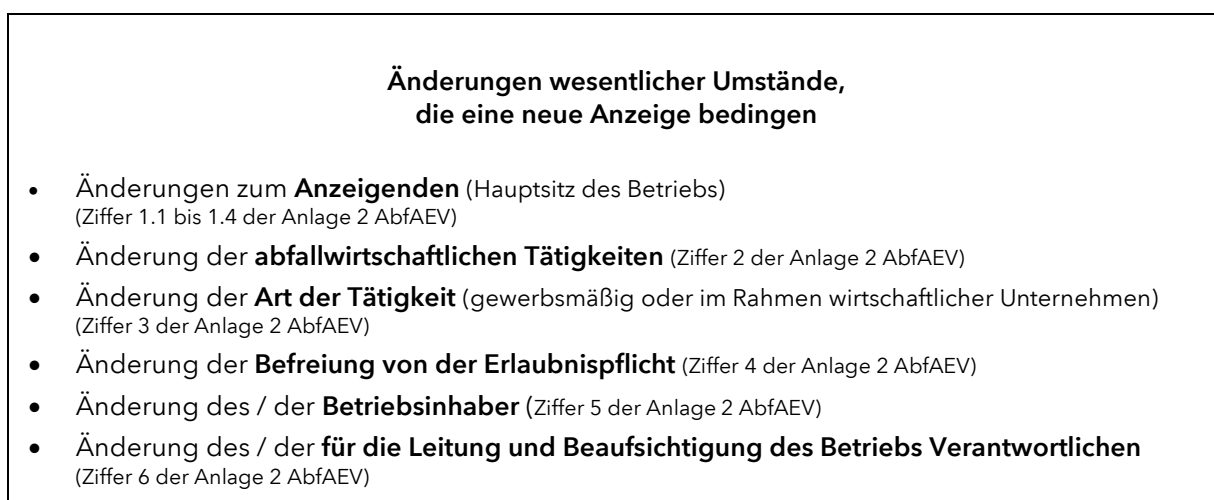 Änderungen wesentlicher Umstände,
die eine neue Anzeige bedingen
• Änderungen zum Anzeigenden (Hauptsitz des Betriebs)
(Ziffer 1.1 bis 1.4 der Anlage 2 AbfAEV)
• Änderung der abfallwirtschaftlichen Tätigkeiten (Ziffer 2 der Anlage 2 AbfAEV)
• Änderung der Art der Tätigkeit (gewerbsmäßig oder im Rahmen wirtschaftlicher Unternehmen)
(Ziffer 3 der Anlage 2 AbfAEV)
• Änderung der Befreiung von der Erlaubnispflicht (Ziffer 4 der Anlage 2 AbfAEV)
• Änderung des / der Betriebsinhaber (Ziffer 5 der Anlage 2 AbfAEV)
• Änderung des / der für die Leitung und Beaufsichtigung des Betriebs Verantwortlichen
(Ziffer 6 der Anlage 2 AbfAEV)